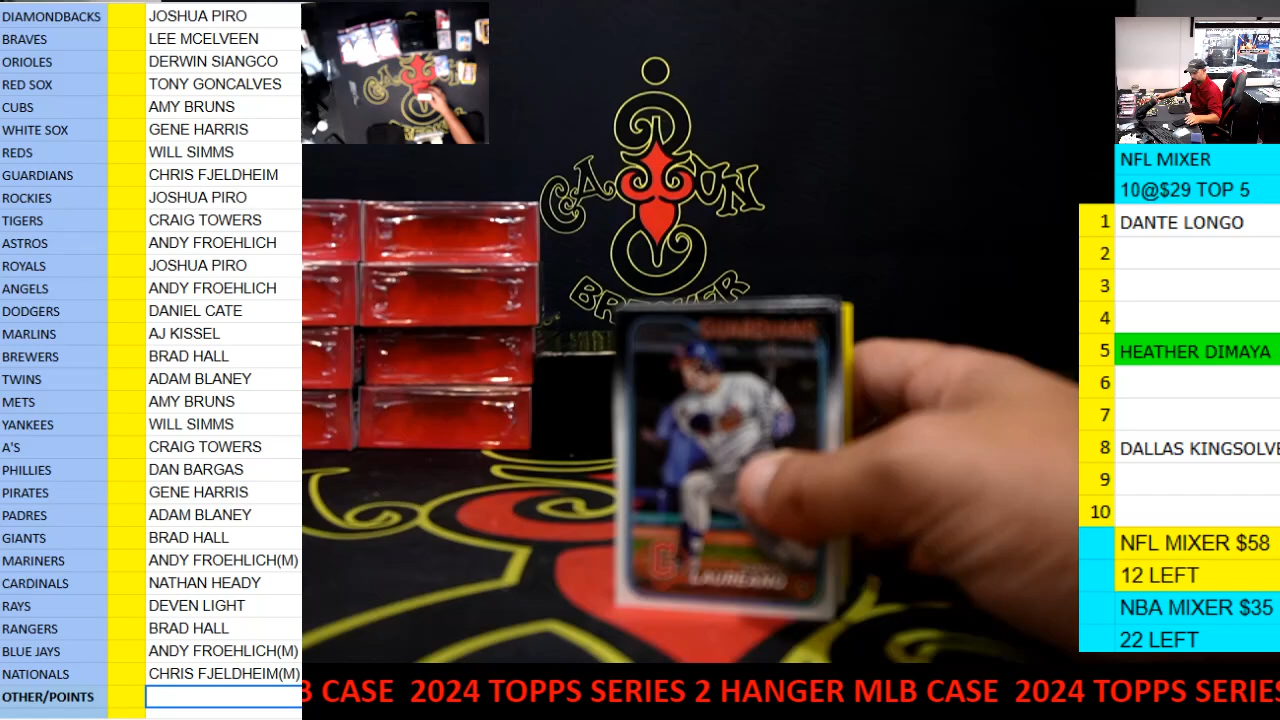 DIAMONDBACKS JOSHUA PIRO
BRAVES LEE MCELVEEN
ORIOLES DERWIN SIANGCO
RED SOX TONY GONCALVES
CUBS AMY BRUNS
WHITE SOX GENE HARRIS
REDS WILL SIMMS
GUARDIANS CHRIS FJELDHEIM
ROCKIES JOSHUA PIRO
TIGERS CRAIG TOWERS
ASTROS ANDY FROEHLICH
ROYALS JOSHUA PIRO
ANGELS ANDY FROEHLICH
DODGERS DANIEL CATE
MARLINS AJ KISSEL
BREWERS BRAD HALL
TWINS ADAM BLANEY
METS AMY BRUNS
YANKEES WILL SIMMS
A'S CRAIG TOWERS
PHILLIES DAN BARGAS
PIRATES GENE HARRIS
PADRES ADAM BLANEY
GIANTS BRAD HALL
MARINERS ANDY FROEHLICH(M)
CARDINALS NATHAN HEADY
RAYS DEVEN LIGHT
RANGERS BRAD HALL
BLUE JAYS ANDY FROEHLICH(M)
NATIONALS CHRIS FJELDHEIM(M)
OTHER/POINTS
CAJUN
BREAKER
GUARDIANS
LAUREANO
NFL MIXER
10@$29 TOP 5
1 DANTE LONGO
2
3
4
5 HEATHER DIMAYA
6
7
8 DALLAS KINGSOLVE
9
10
NFL MIXER $58
12 LEFT
NBA MIXER $35
22 LEFT
B CASE 2024 TOPPS SERIES 2 HANGER MLB CASE 2024 TOPPS SERIES